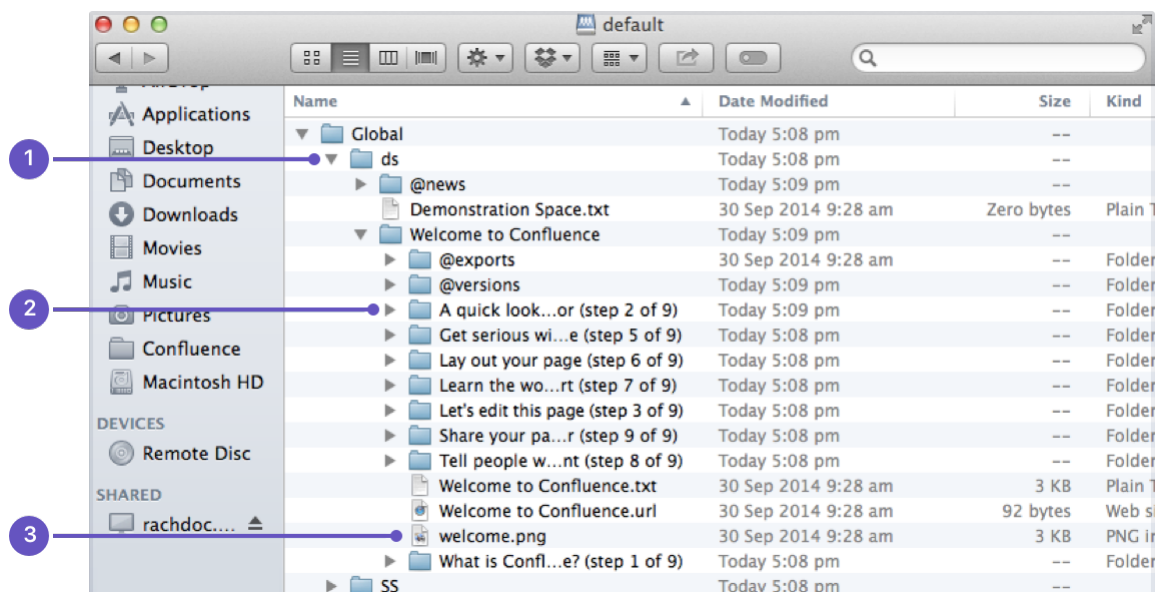 default
Name Date Modified Size Kind
Applications
Desktop
Documents
Downloads
Movies
Music
Pictures
Confluence
Macintosh HD
DEVICES
Remote Disc
SHARED
rachdoc....
1
2
3
Global Today 5:08 pm --
ds Today 5:08 pm --
@news Today 5:09 pm --
Demonstration Space.txt 30 Sep 2014 9:28 am Zero bytes Plain T
Welcome to Confluence Today 5:09 pm --
@exports 30 Sep 2014 9:28 am -- Folder
@versions Today 5:08 pm -- Folder
A quick look...or (step 2 of 9) Today 5:09 pm -- Folder
Get serious wi...e (step 5 of 9) Today 5:08 pm -- Folder
Lay out your page (step 6 of 9) Today 5:08 pm -- Folder
Learn the wo...rt (step 7 of 9) Today 5:08 pm -- Folder
Let's edit this page (step 3 of 9) Today 5:08 pm -- Folder
Share your pa...r (step 9 of 9) Today 5:08 pm -- Folder
Tell people w...nt (step 8 of 9) Today 5:08 pm -- Folder
Welcome to Confluence.txt 30 Sep 2014 9:28 am 3 KB Plain T
Welcome to Confluence.url 30 Sep 2014 9:28 am 92 bytes Web si
welcome.png 30 Sep 2014 9:28 am 3 KB PNG in
What is Confl...e? (step 1 of 9) Today 5:08 pm -- Folder
SS Today 5:08 pm --